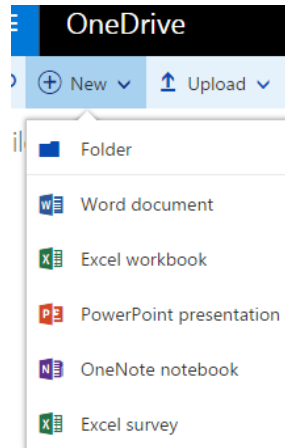 OneDrive
New Upload
Folder
Word document
Excel workbook
PowerPoint presentation
OneNote notebook
Excel survey